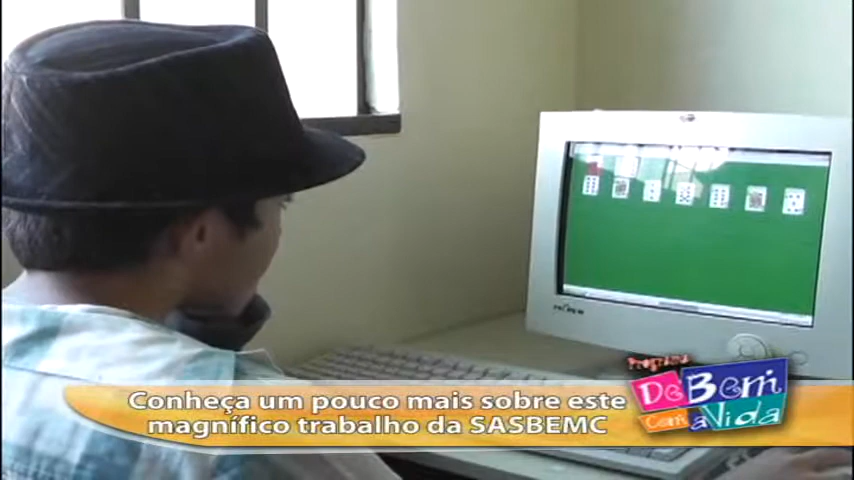 Conheça um pouco mais sobre este
magnífico trabalho da SASBEMC
Programa
De Bem
Com a Vida